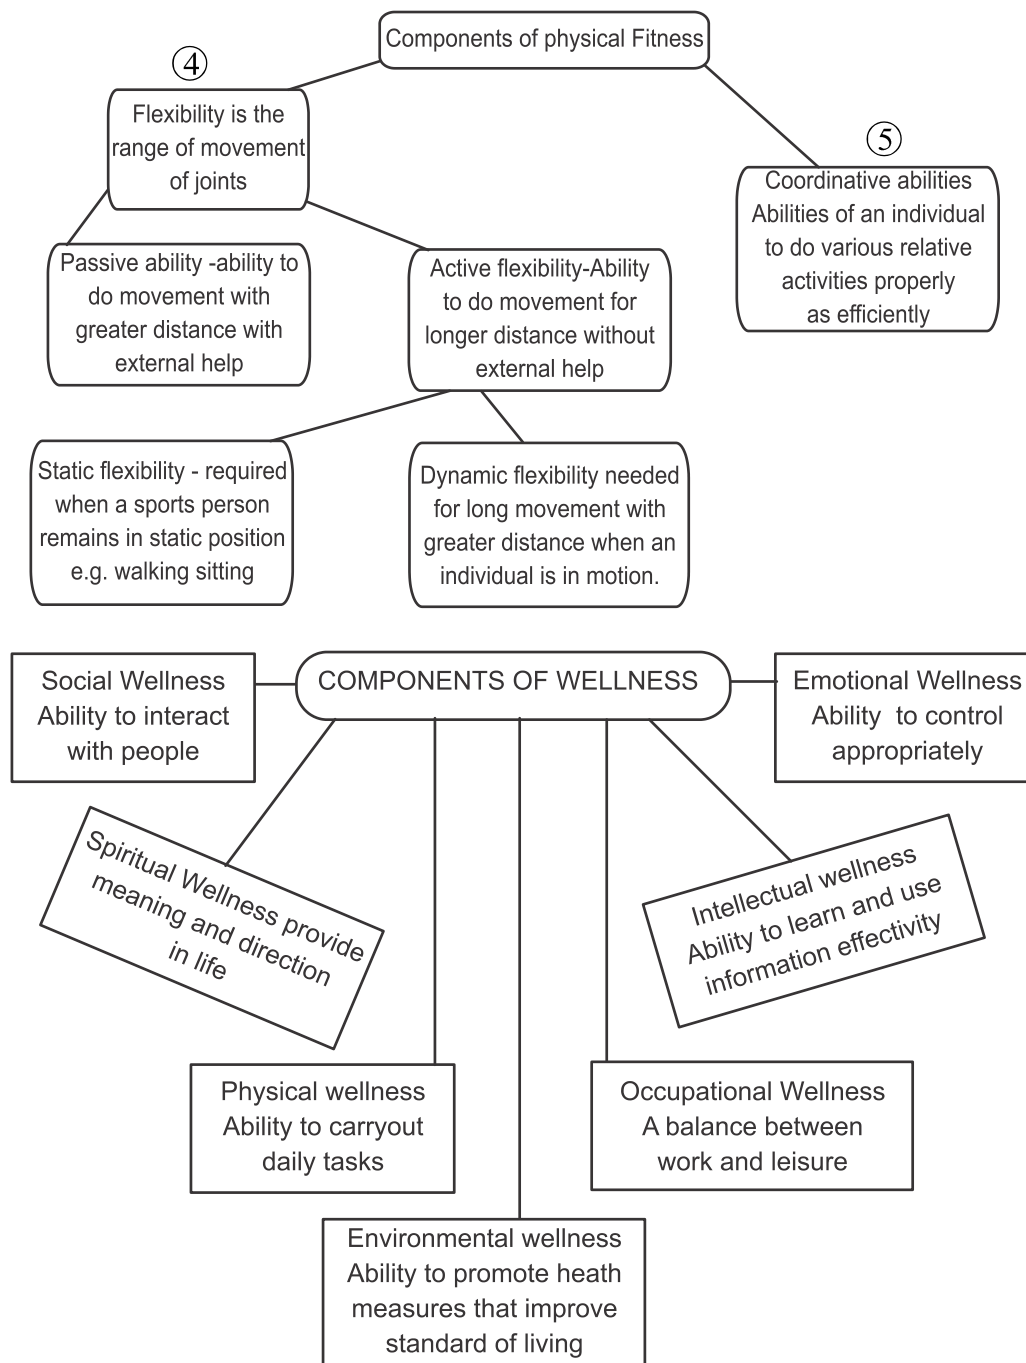 Components of physical Fitness
④
Flexibility is the
range of movement
of joints
⑤
Coordinative abilities
Abilities of an individual
to do various relative
activities properly
as efficiently
Passive ability -ability to
do movement with
greater distance with
external help
Active flexibility-Ability
to do movement for
longer distance without
external help
Static flexibility - required
when a sports person
remains in static position
e.g. walking sitting
Dynamic flexibility needed
for long movement with
greater distance when an
individual is in motion.
COMPONENTS OF WELLNESS
Social Wellness
Ability to interact
with people
Emotional Wellness
Ability to control
appropriately
Spiritual Wellness provide
meaning and direction
in life
Intellectual wellness
Ability to learn and use
information effectivity
Physical wellness
Ability to carryout
daily tasks
Occupational Wellness
A balance between
work and leisure
Environmental wellness
Ability to promote heath
measures that improve
standard of living